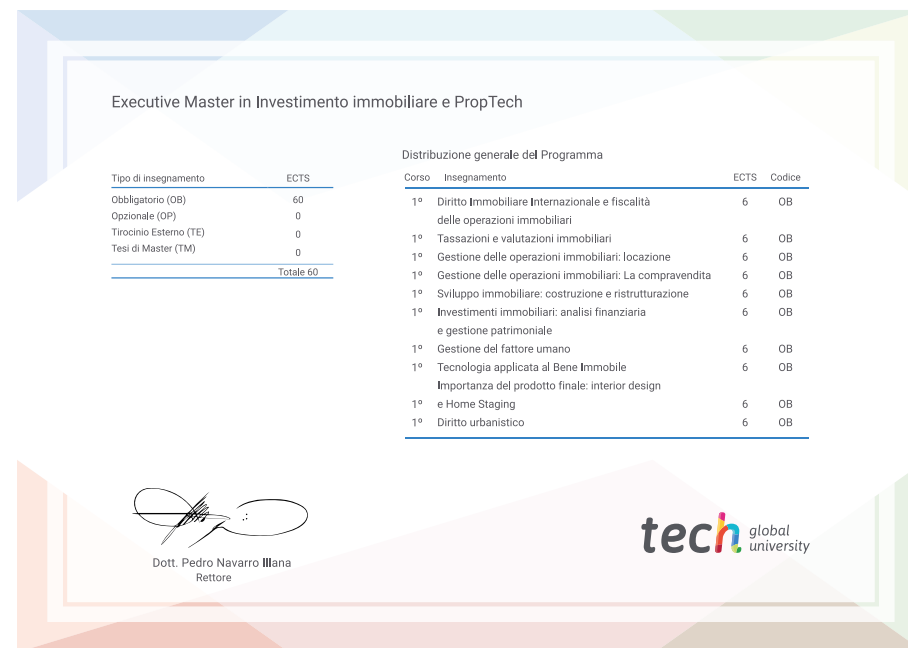 Executive Master in Investimento immobiliare e PropTech
Tipo di insegnamento ECTS
Obbligatorio (OB) 60
Opzionale (OP) 0
Tirocinio Esterno (TE) 0
Tesi di Master (TM) 0
Totale 60
Distribuzione generale del Programma
Corso Insegnamento ECTS Codice
1º Diritto Immobiliare Internazionale e fiscalità 6 OB
delle operazioni immobiliari
1º Tassazioni e valutazioni immobiliari 6 OB
1º Gestione delle operazioni immobiliari: locazione 6 OB
1º Gestione delle operazioni immobiliari: La compravendita 6 OB
1º Sviluppo immobiliare: costruzione e ristrutturazione 6 OB
1º Investimenti immobiliari: analisi finanziaria 6 OB
e gestione patrimoniale
1º Gestione del fattore umano 6 OB
1º Tecnologia applicata al Bene Immobile 6 OB
Importanza del prodotto finale: interior design
1º e Home Staging 6 OB
1º Diritto urbanistico 6 OB
Dott. Pedro Navarro Illana
Rettore
tech global
university